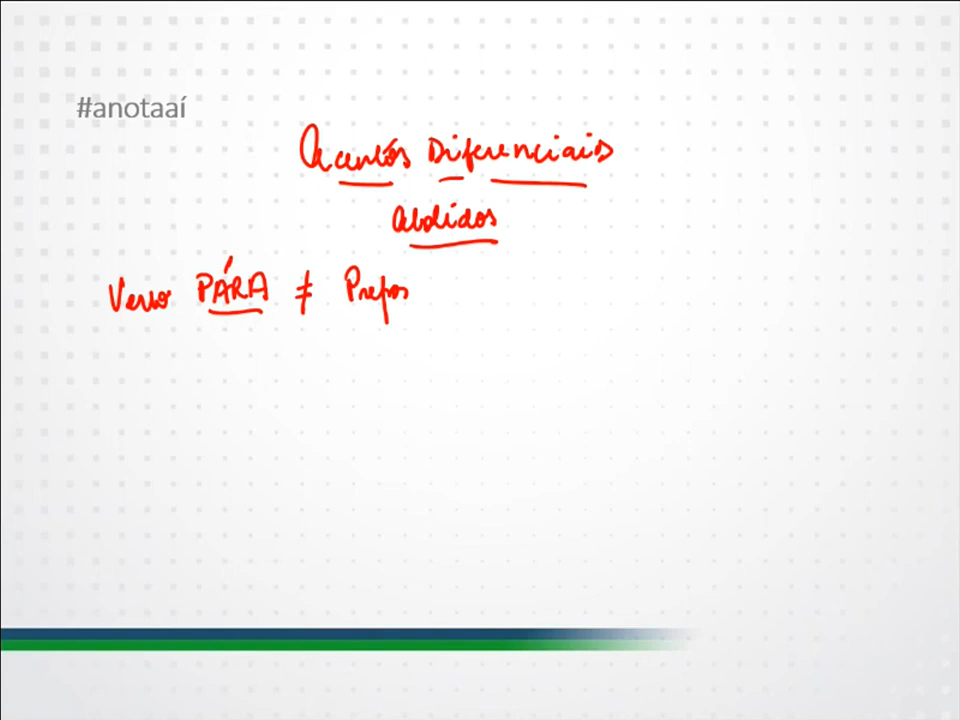 #anotaaí
Acentos Diferenciais
abolidos
Verbo PÁRA ≠ Prepos